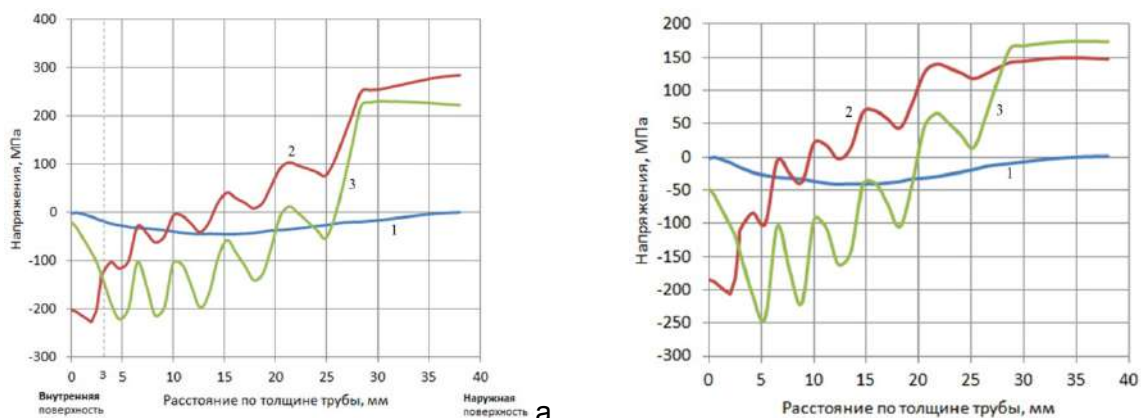 400
300
200
100
0
-100
-200
-300
Напряжения, МПа
2
3
1
0 3 5 10 15 20 25 30 35 40
Внутренняя
поверхность
Расстояние по толщине трубы, мм
Наружная
поверхность
а
200
150
100
50
0
-50
-100
-150
-200
-250
-300
Напряжения, МПа
2
3
1
0 5 10 15 20 25 30 35 40
Расстояние по толщине трубы, мм